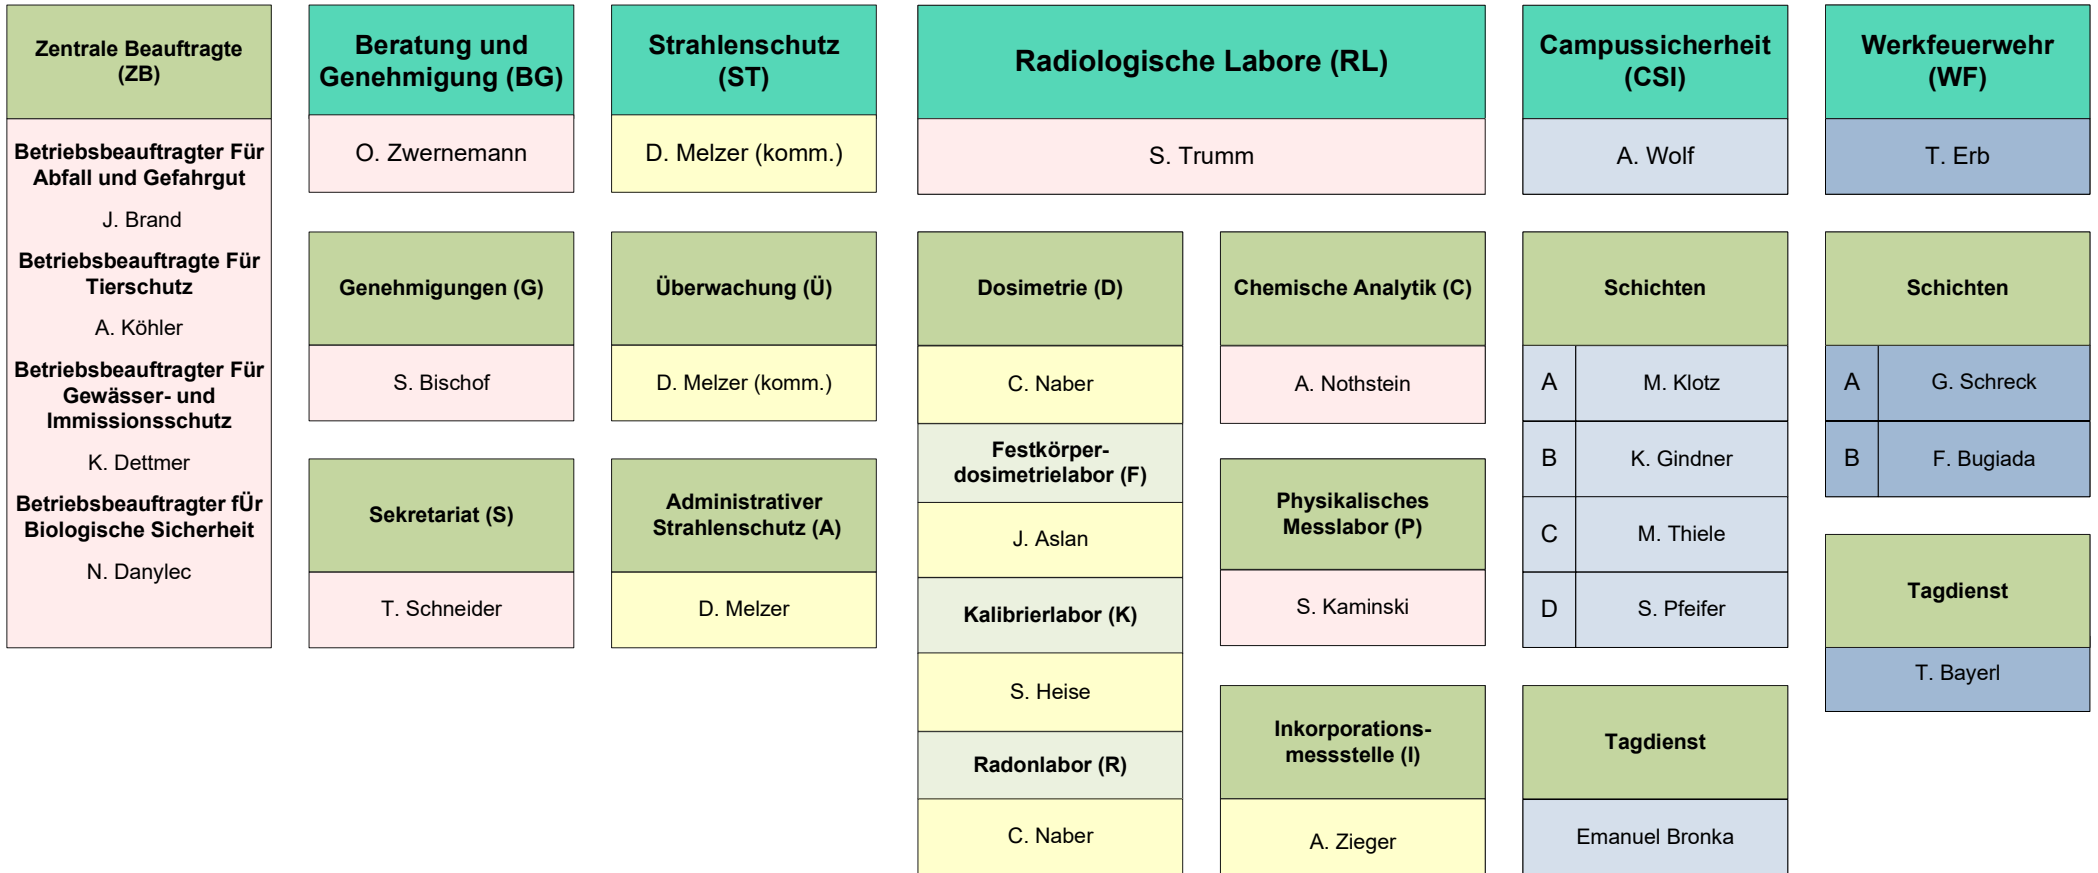 Zentrale Beauftragte
(ZB)
Betriebsbeauftragter Für
Abfall und Gefahrgut
J. Brand
Betriebsbeauftragte Für
Tierschutz
A. Köhler
Betriebsbeauftragter Für
Gewässer- und
Immissionsschutz
K. Dettmer
Betriebsbeauftragter fÜr
Biologische Sicherheit
N. Danylec
Beratung und
Genehmigung (BG)
O. Zwernemann
Genehmigungen (G)
S. Bischof
Sekretariat (S)
T. Schneider
Strahlenschutz
(ST)
D. Melzer (komm.)
Überwachung (Ü)
D. Melzer (komm.)
Administrativer
Strahlenschutz (A)
D. Melzer
Radiologische Labore (RL)
S. Trumm
Dosimetrie (D)
C. Naber
Festkörper-
dosimetrielabor (F)
J. Aslan
Kalibrierlabor (K)
S. Heise
Radonlabor (R)
C. Naber
Chemische Analytik (C)
A. Nothstein
Physikalisches
Messlabor (P)
S. Kaminski
Inkorporations-
messstelle (I)
A. Zieger
Campussicherheit
(CSI)
A. Wolf
Schichten
A M. Klotz
B K. Gindner
C M. Thiele
D S. Pfeifer
Tagdienst
Emanuel Bronka
Werkfeuerwehr
(WF)
T. Erb
Schichten
A G. Schreck
B F. Bugiada
Tagdienst
T. Bayerl